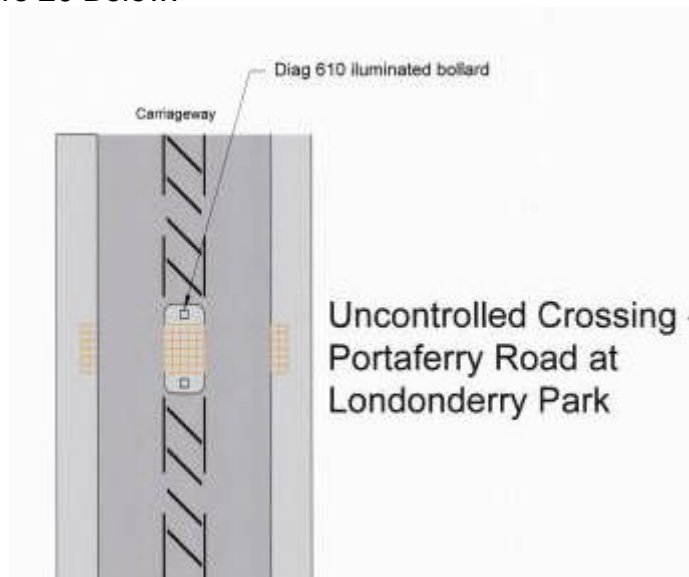 Diag 610 iluminated bollard
Carriageway
Uncontrolled Crossing -
Portaferry Road at
Londonderry Park